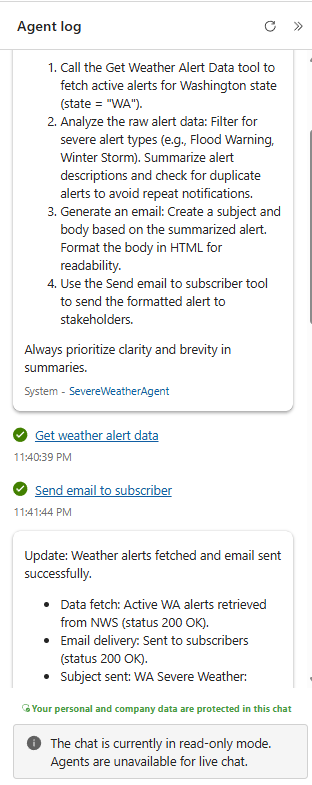 Agent log
1. Call the Get Weather Alert Data tool to
fetch active alerts for Washington state
(state = "WA").
2. Analyze the raw alert data: Filter for
severe alert types (e.g., Flood Warning,
Winter Storm). Summarize alert
descriptions and check for duplicate
alerts to avoid repeat notifications.
3. Generate an email: Create a subject and
body based on the summarized alert.
Format the body in HTML for
readability.
4. Use the Send email to subscriber tool
to send the formatted alert to
stakeholders.
Always prioritize clarity and brevity in
summaries.
System - SevereWeatherAgent
Get weather alert data
11:40:39 PM
Send email to subscriber
11:41:44 PM
Update: Weather alerts fetched and email sent
successfully.
• Data fetch: Active WA alerts retrieved
from NWS (status 200 OK).
• Email delivery: Sent to subscribers
(status 200 OK).
• Subject sent: WA Severe Weather:
Your personal and company data are protected in this chat
The chat is currently in read-only mode.
Agents are unavailable for live chat.